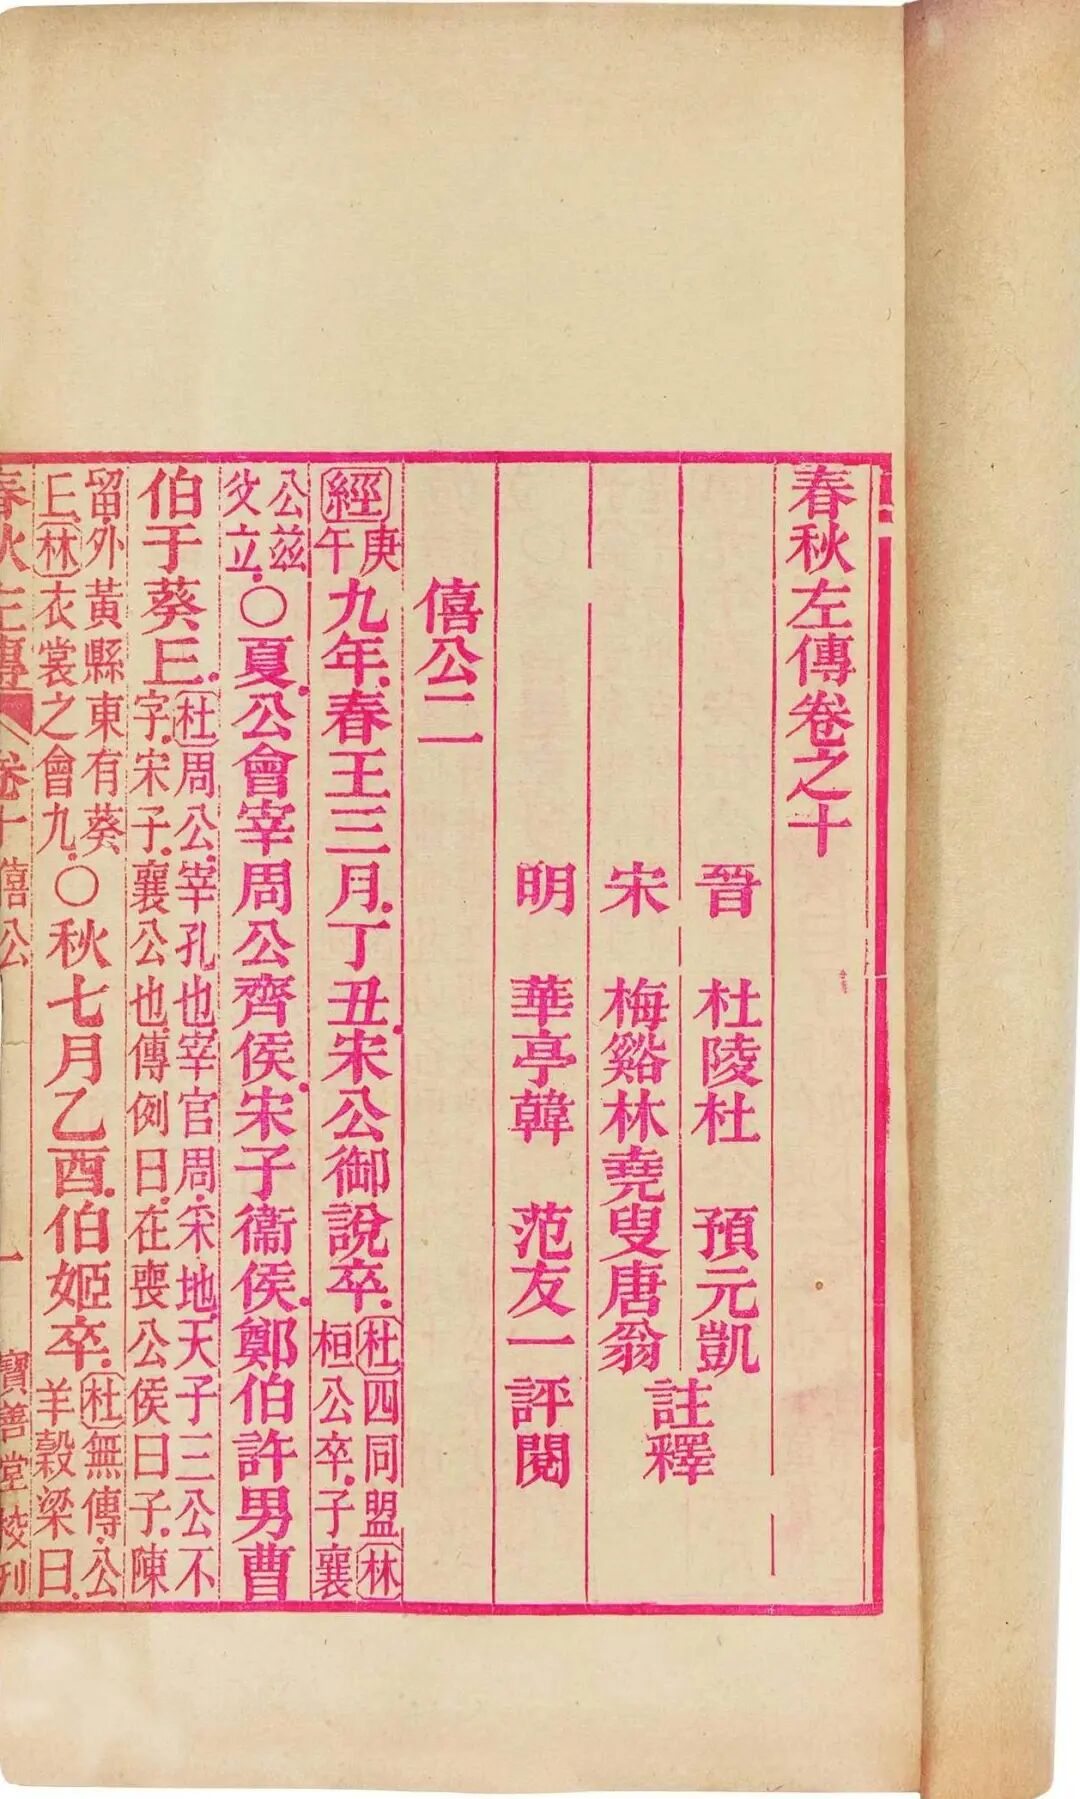 春秋左傳卷之十
晉 杜陵杜 預元凱
宋 梅谿林堯叟唐翁
註釋
明 華亭韓 范友一評閱
僖公二
經庚午九年.春王三月.丁丑.宋公御說卒.杜四同盟林桓公卒.子襄
公茲父立.○夏.公會宰周公齊侯.宋子衞侯.鄭伯許男曹
伯于葵丘.杜周公.宰孔也.宰官.周.采地.天子三公不字.宋子.襄公也.傳例曰.在喪公侯曰子.陳
留.外黃縣東有葵丘.林衣裳之會九.○秋七月乙酉.伯姬卒.杜無傳.公羊穀梁曰.
春秋左傳 卷十僖公 一 寶善堂校刊